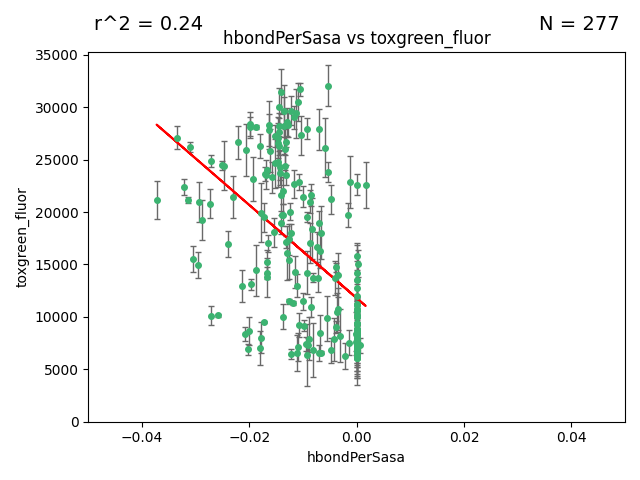 r^2 = 0.24
N = 277
hbondPerSasa vs toxgreen_fluor
35000
30000
25000
20000
15000
10000
5000
0
toxgreen_fluor
−0.04
−0.02
0.00
0.02
0.04
hbondPerSasa